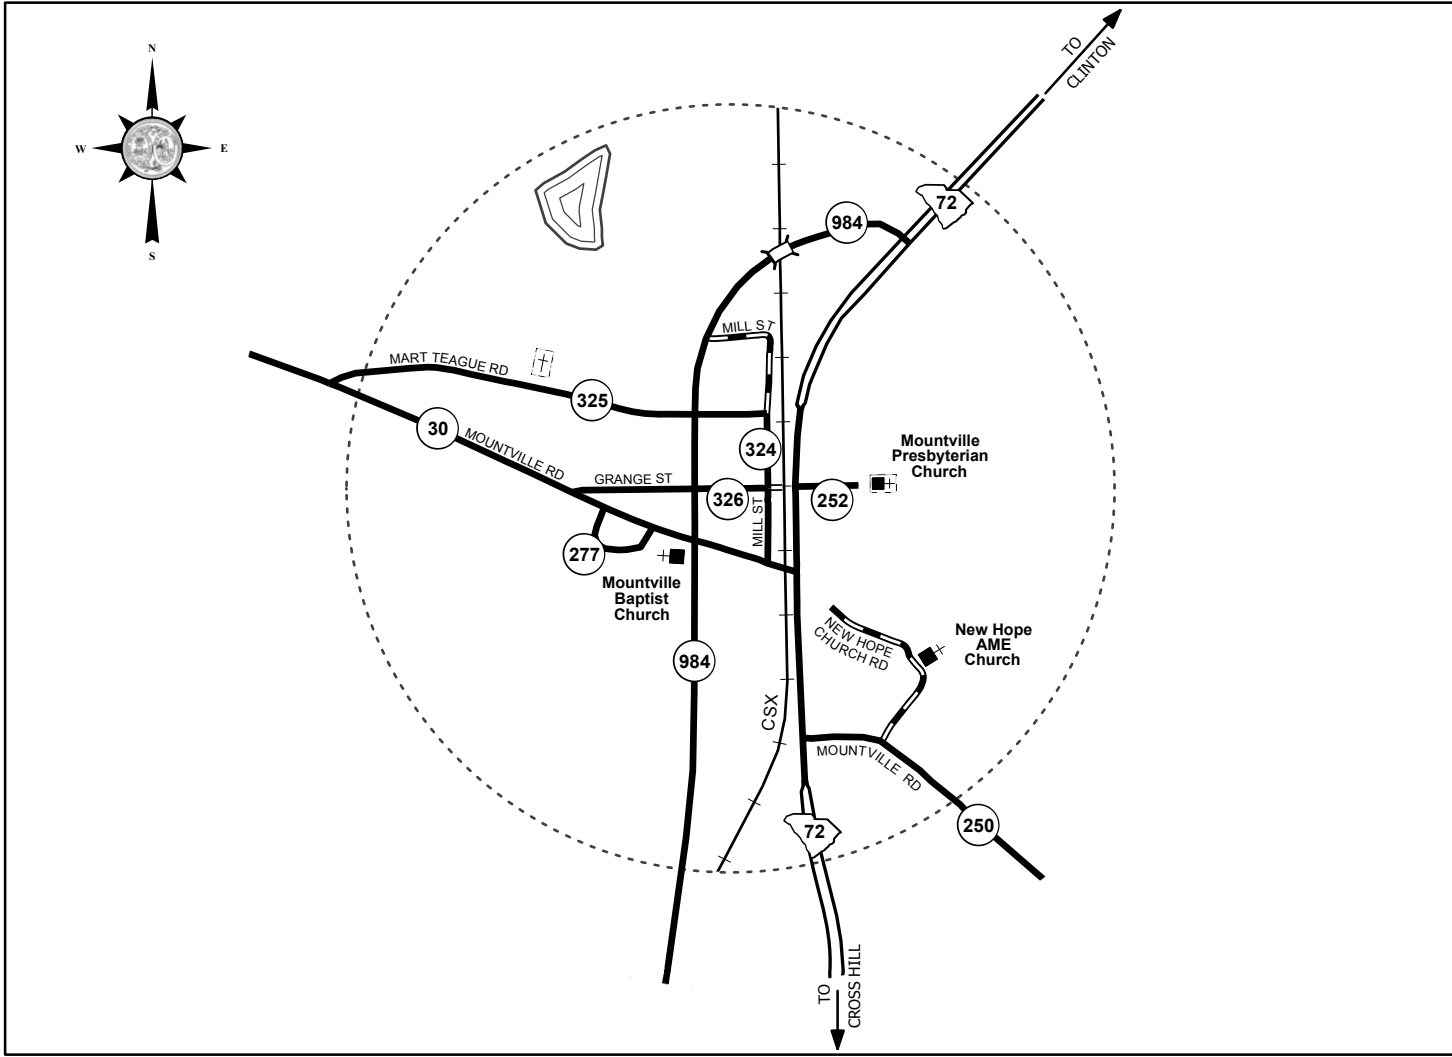 N
W
E
S
TO
CLINTON
72
984
MILL ST
MART TEAGUE RD
325
30
MOUNTVILLE RD
324
Mountville
Presbyterian
Church
GRANGE ST
326
252
MILL ST
277
Mountville
Baptist
Church
NEW HOPE
CHURCH RD
New Hope
AME
Church
984
CSX
MOUNTVILLE RD
250
72
TO
CROSS HILL